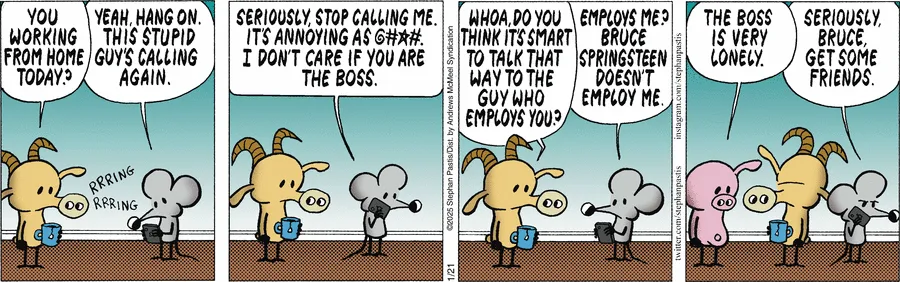 YOU
WORKING
FROM HOME
TODAY?
YEAH, HANG ON.
THIS STUPID
GUY'S CALLING
AGAIN.
RRRING
RRRING
SERIOUSLY, STOP CALLING ME.
IT'S ANNOYING AS @#★#.
I DON'T CARE IF YOU ARE
THE BOSS.
©2025 Stephan Pastis/Dist. by Andrews McMeel Syndication
1/21
WHOA, DO YOU
THINK IT'S SMART
TO TALK THAT
WAY TO THE
GUY WHO
EMPLOYS YOU?
EMPLOYS ME?
BRUCE
SPRINGSTEEN
DOESN'T
EMPLOY ME.
twitter.com/stephanpastis
instagram.com/stephanpastis
THE BOSS
IS VERY
LONELY.
SERIOUSLY,
BRUCE,
GET SOME
FRIENDS.